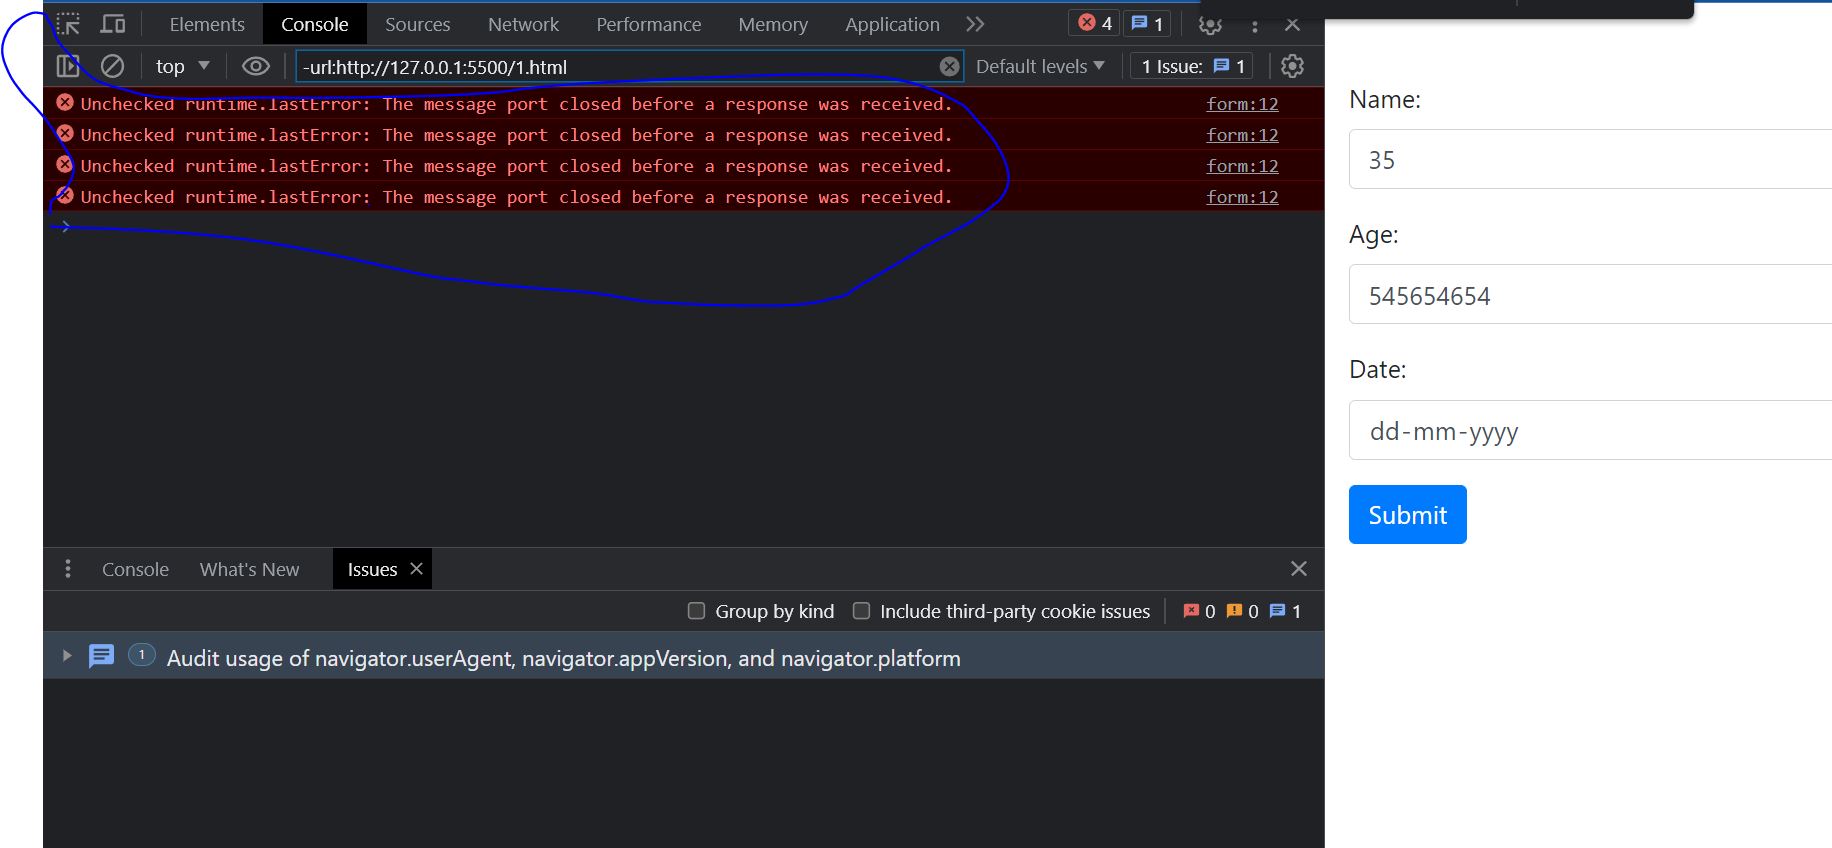 Elements Console Sources Network Performance Memory Application 4 1
top -url:http://127.0.0.1:5500/1.html Default levels 1 Issue: 1
Unchecked runtime.lastError: The message port closed before a response was received. form:12
Unchecked runtime.lastError: The message port closed before a response was received. form:12
Unchecked runtime.lastError: The message port closed before a response was received. form:12
Unchecked runtime.lastError: The message port closed before a response was received. form:12
Console What's New Issues
Group by kind Include third-party cookie issues 0 0 1
1 Audit usage of navigator.userAgent, navigator.appVersion, and navigator.platform
Name:
35
Age:
545654654
Date:
dd-mm-yyyy
Submit